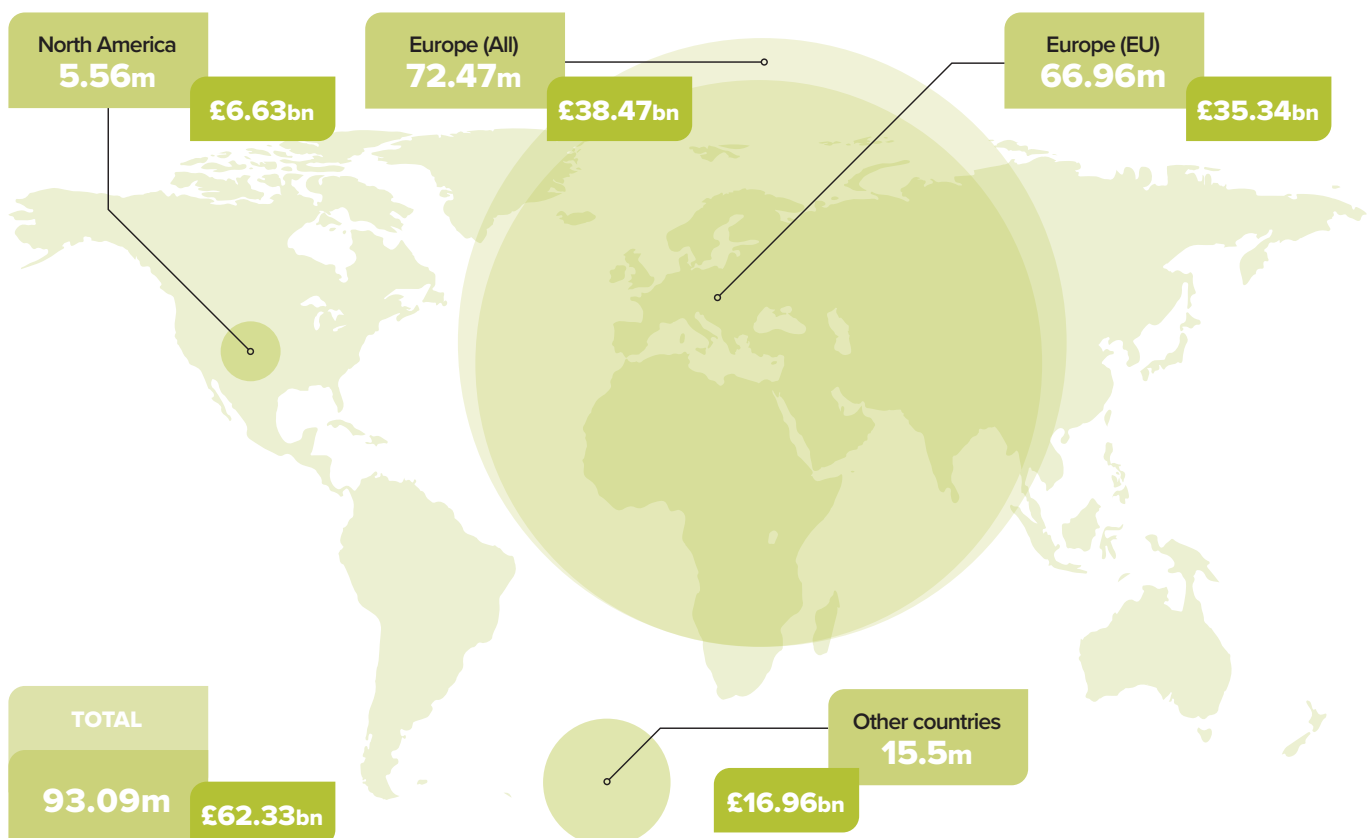 North America
5.56m
£6.63bn
Europe (All)
72.47m
£38.47bn
Europe (EU)
66.96m
£35.34bn
TOTAL
93.09m
£62.33bn
Other countries
15.5m
£16.96bn